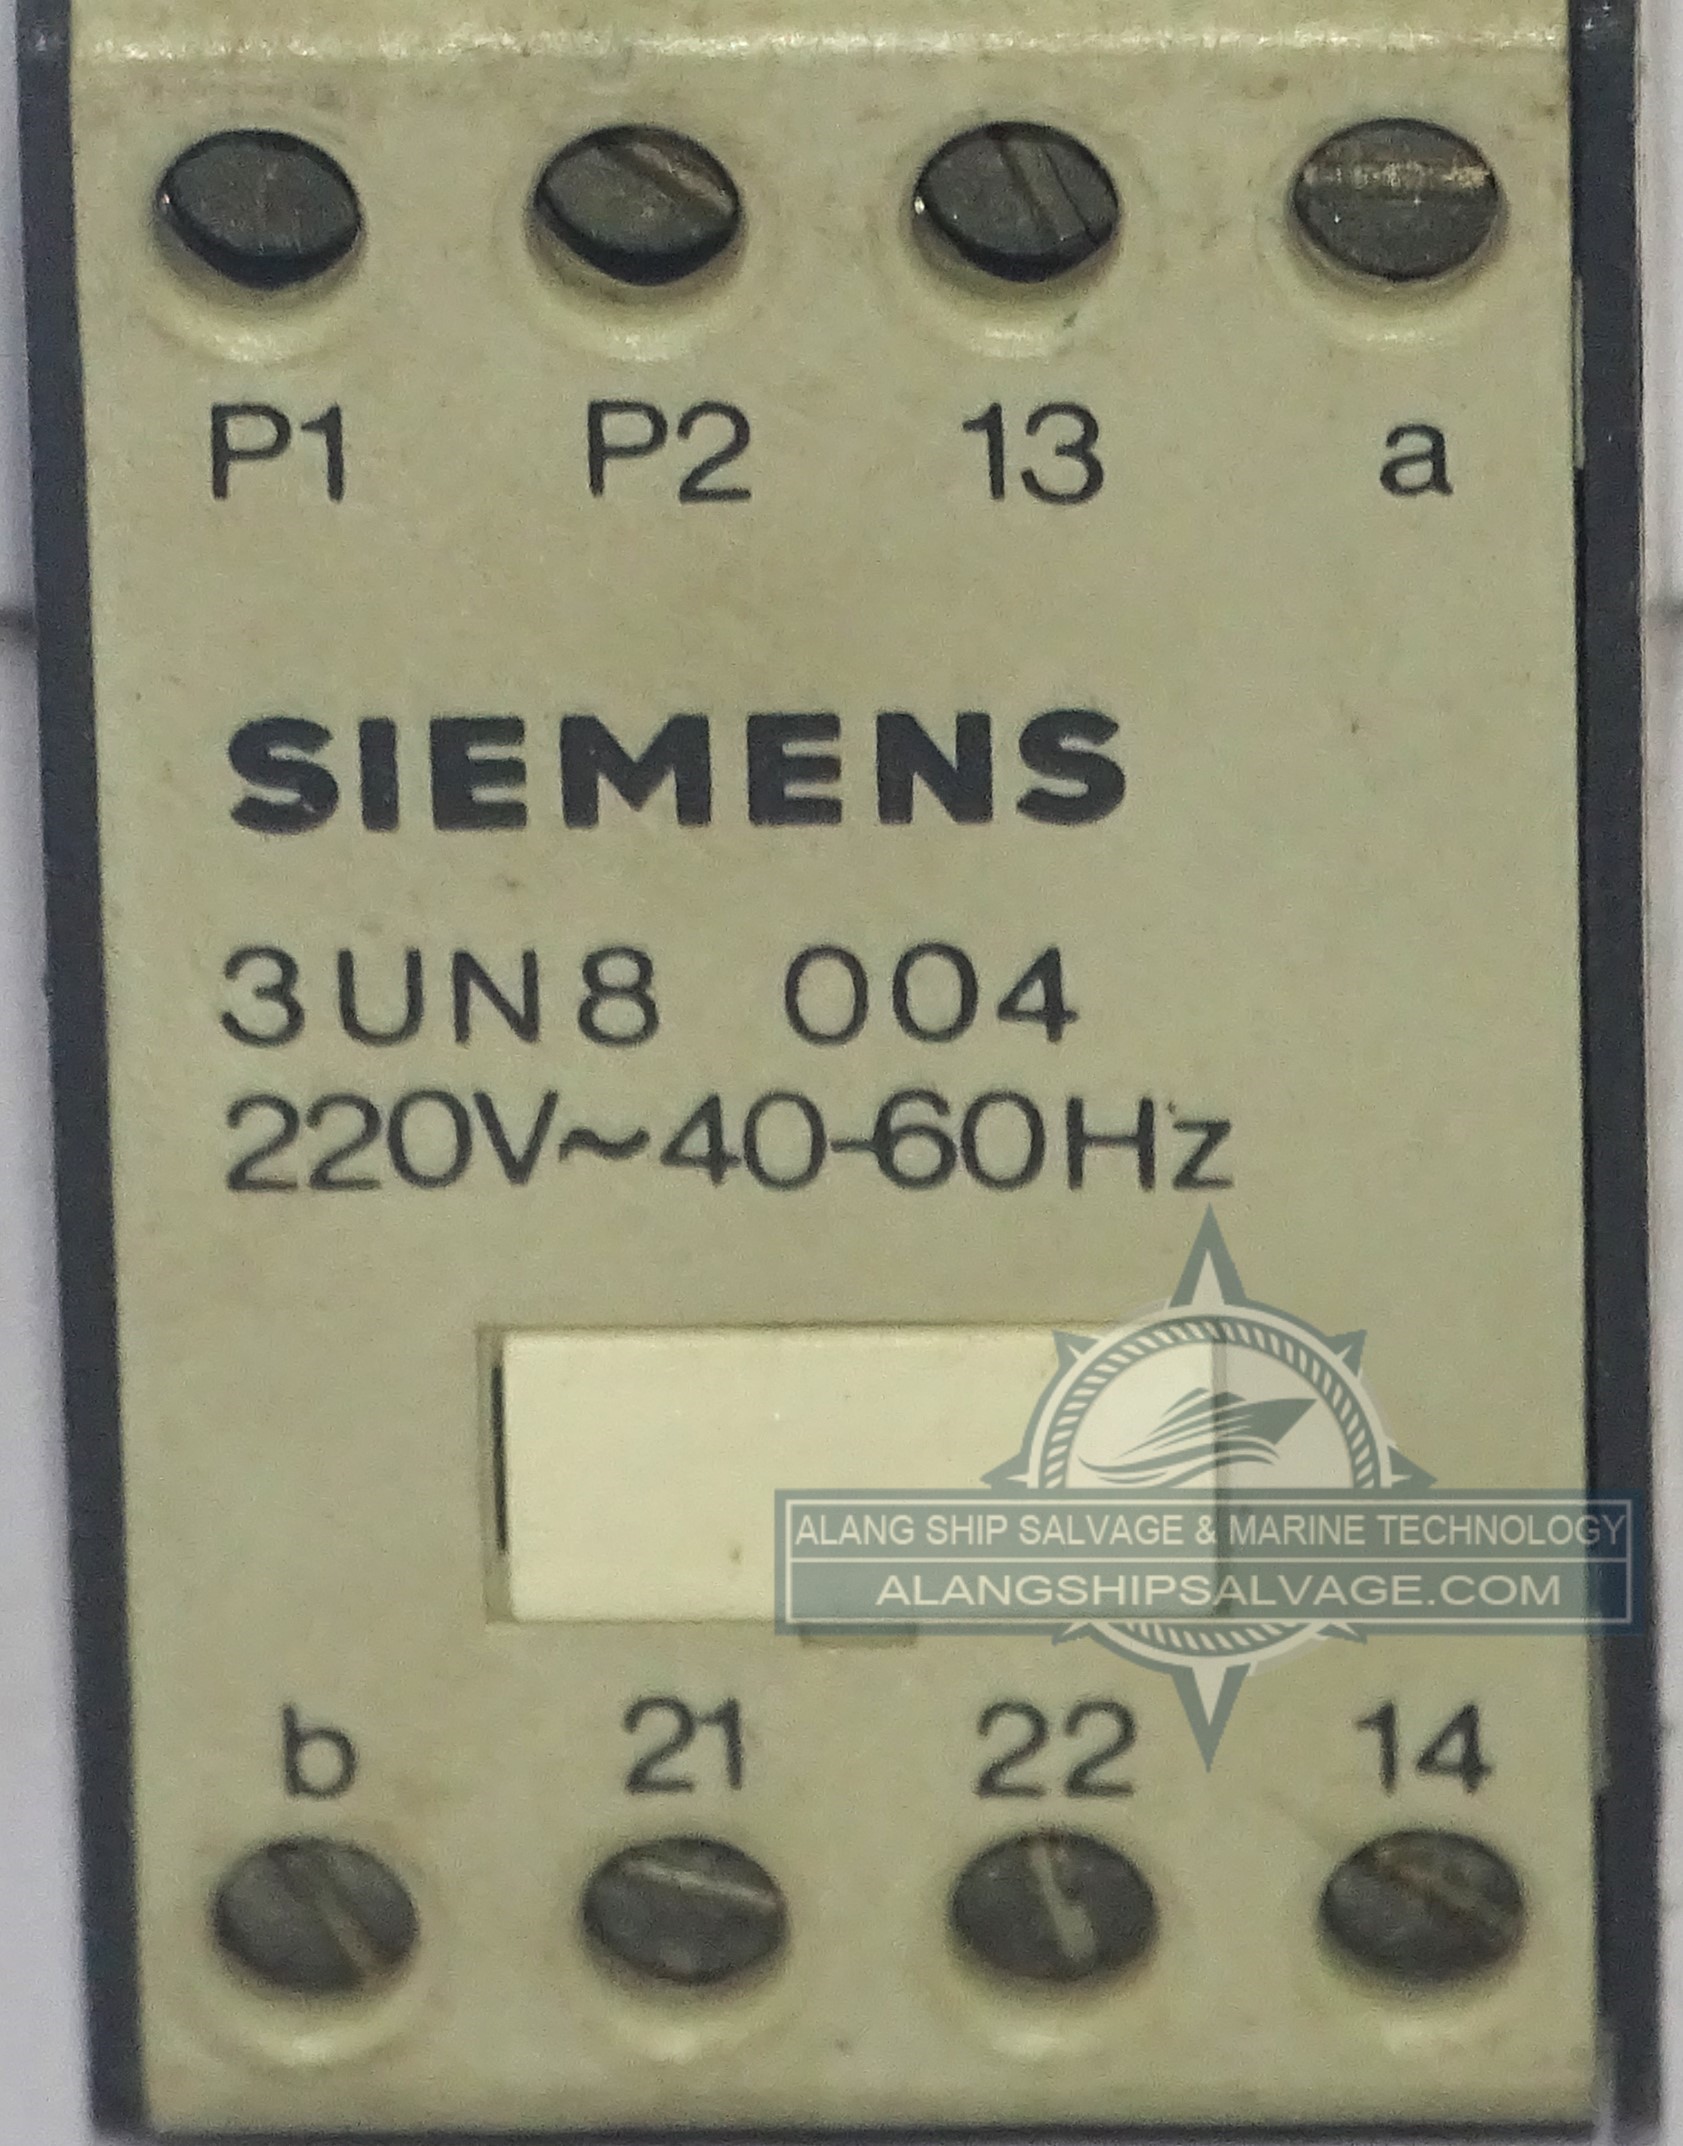 P1 P2 13 a
SIEMENS
3UN8 004
220V~40-60Hz
ALANG SHIP SALVAGE & MARINE TECHNOLOGY
ALANGSHIPSALVAGE.COM
b 21 22 14